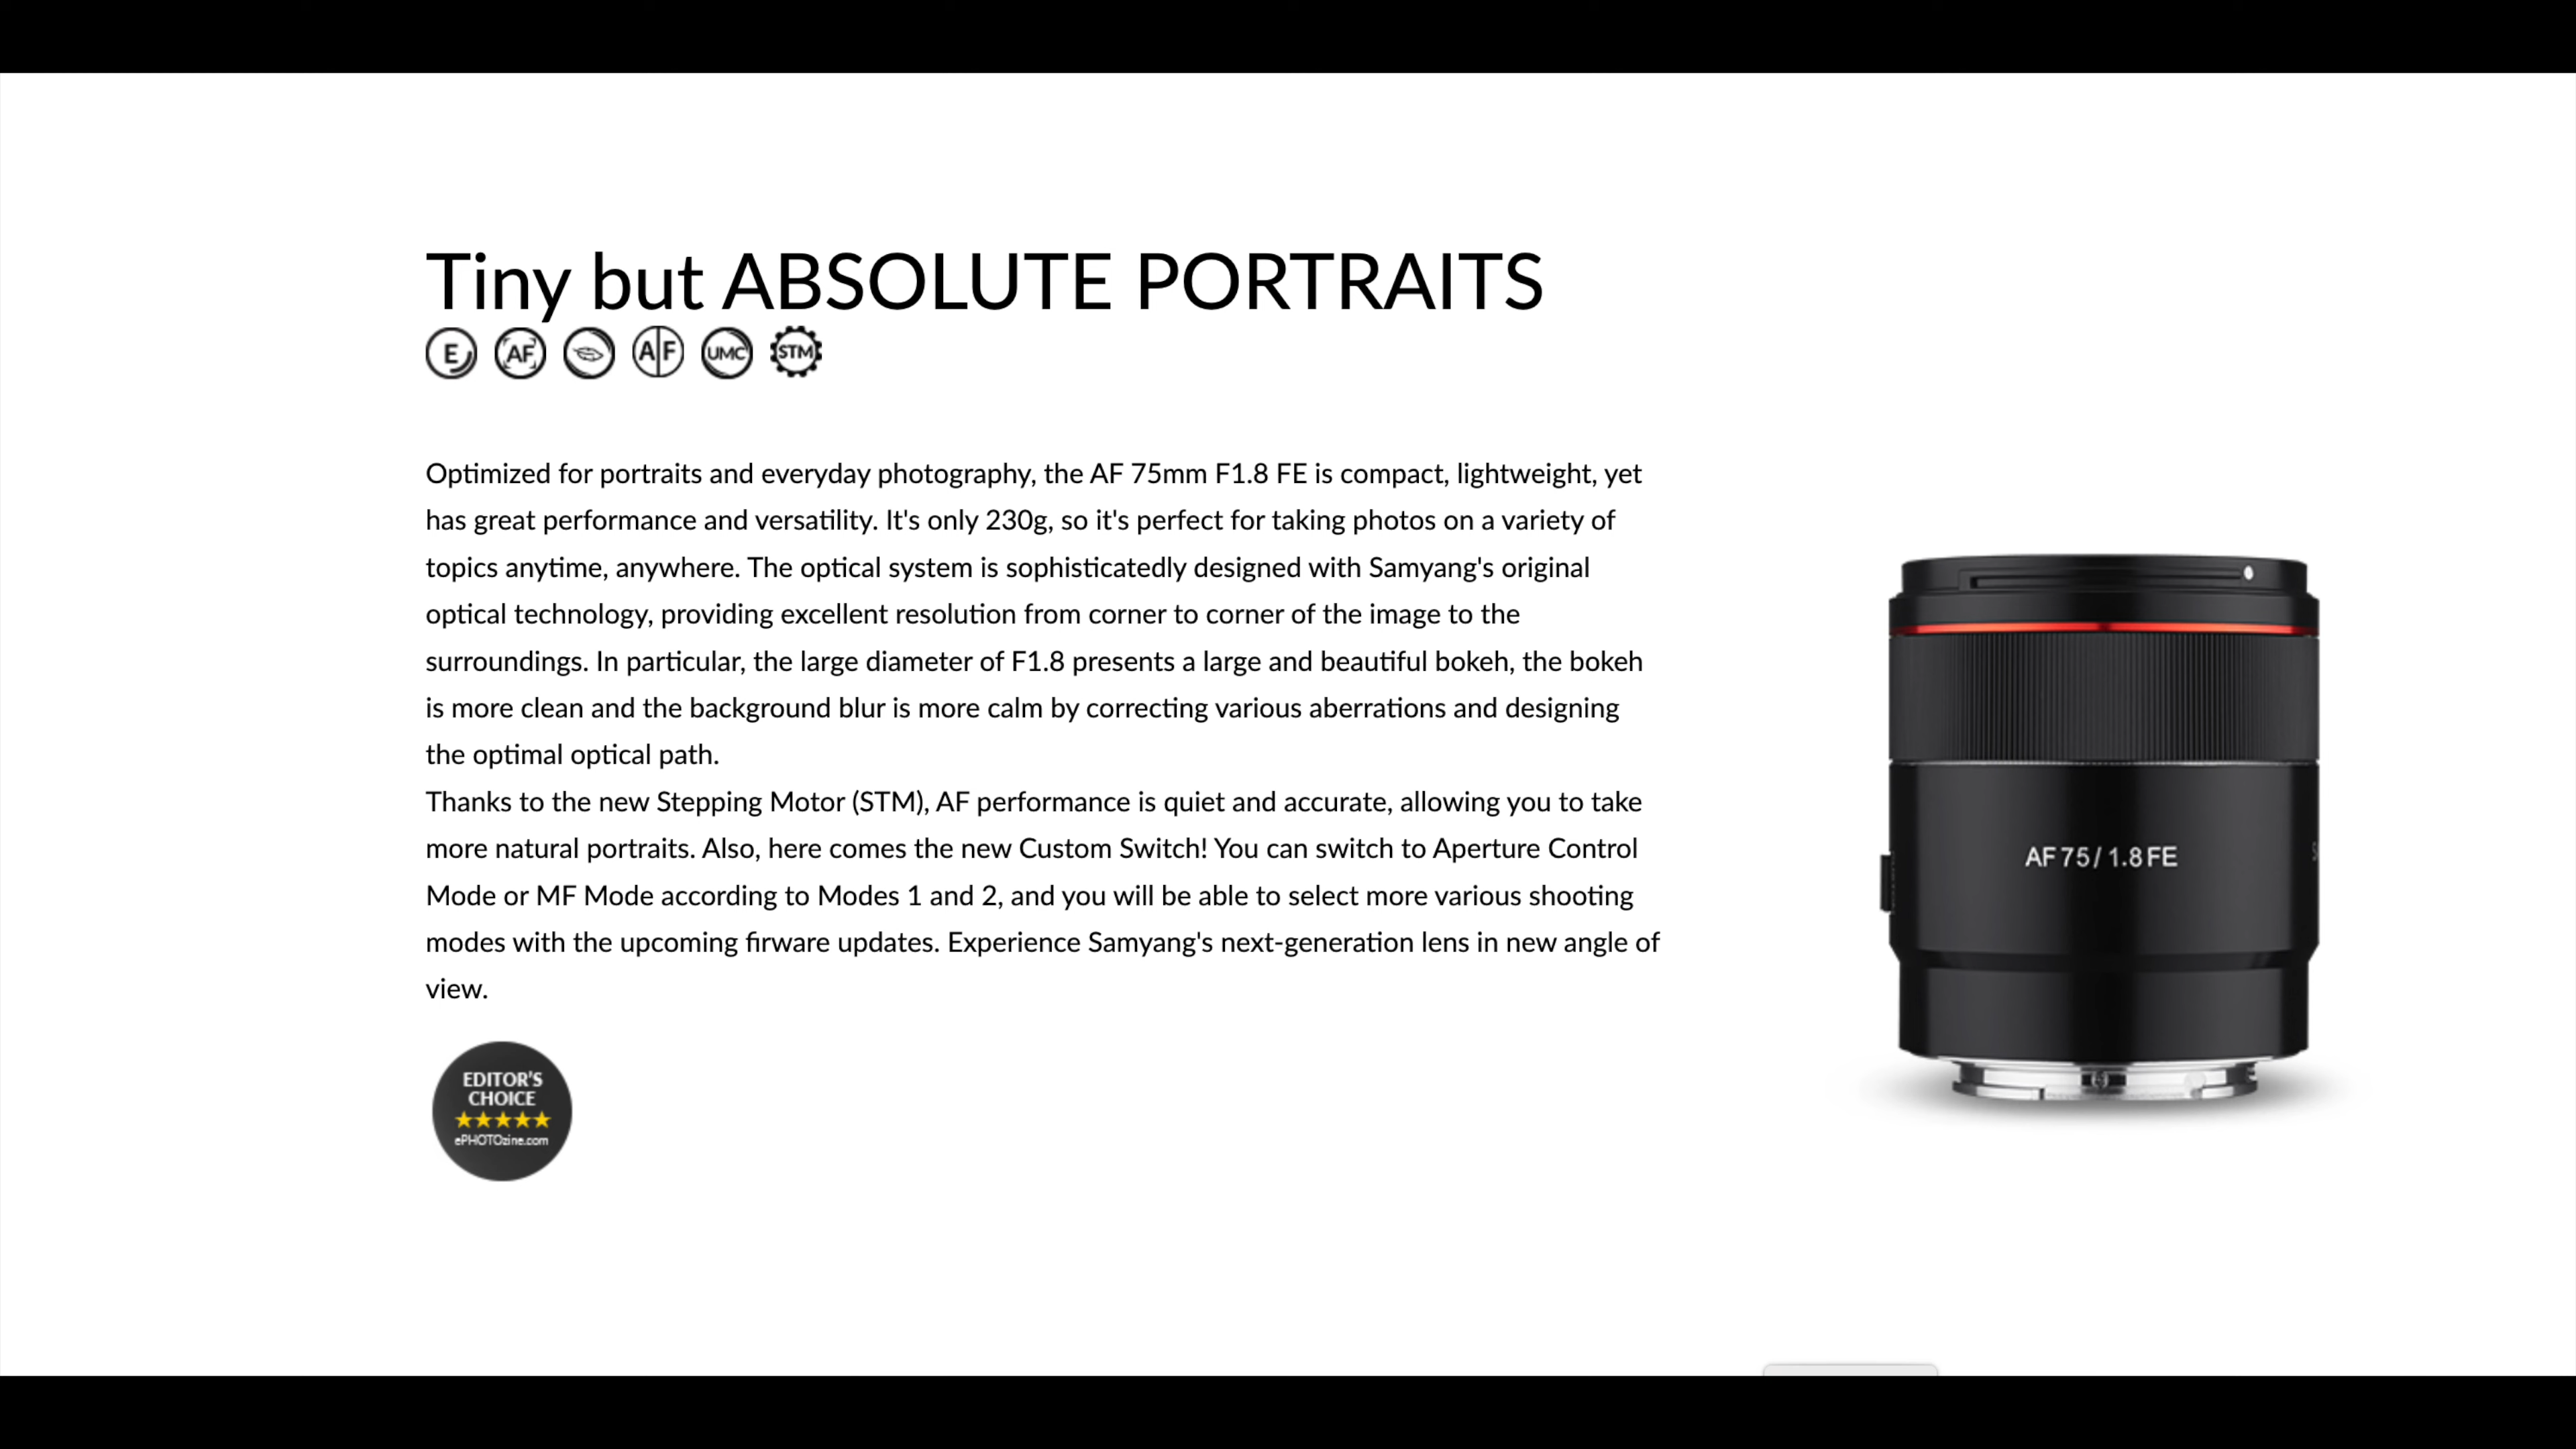 Tiny but ABSOLUTE PORTRAITS
E AF AF UMC STM
Optimized for portraits and everyday photography, the AF 75mm F1.8 FE is compact, lightweight, yet
has great performance and versatility. It's only 230g, so it's perfect for taking photos on a variety of
topics anytime, anywhere. The optical system is sophisticatedly designed with Samyang's original
optical technology, providing excellent resolution from corner to corner of the image to the
surroundings. In particular, the large diameter of F1.8 presents a large and beautiful bokeh, the bokeh
is more clean and the background blur is more calm by correcting various aberrations and designing
the optimal optical path.
Thanks to the new Stepping Motor (STM), AF performance is quiet and accurate, allowing you to take
more natural portraits. Also, here comes the new Custom Switch! You can switch to Aperture Control
Mode or MF Mode according to Modes 1 and 2, and you will be able to select more various shooting
modes with the upcoming firware updates. Experience Samyang's next-generation lens in new angle of
view.
AF 75 / 1.8 FE
EDITOR'S
CHOICE
ePHOTOzine.com